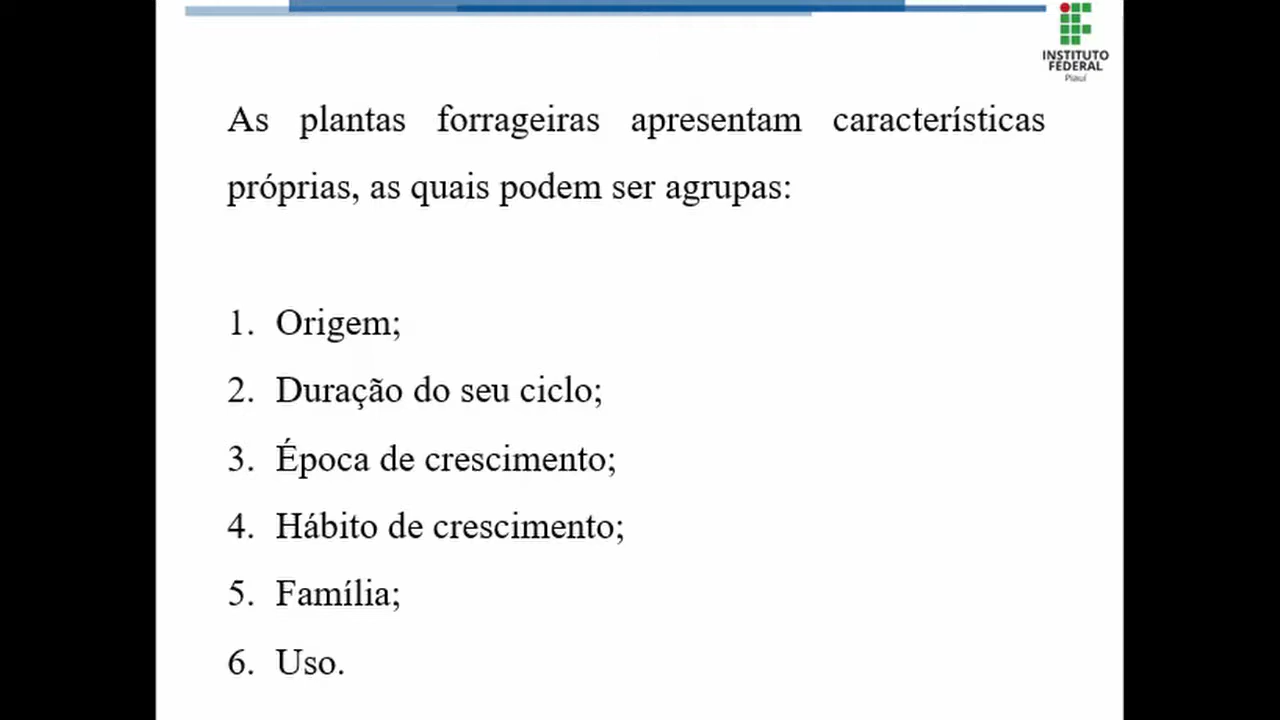 INSTITUTO
FEDERAL
Piauí
As plantas forrageiras apresentam características
próprias, as quais podem ser agrupas:
1. Origem;
2. Duração do seu ciclo;
3. Época de crescimento;
4. Hábito de crescimento;
5. Família;
6. Uso.